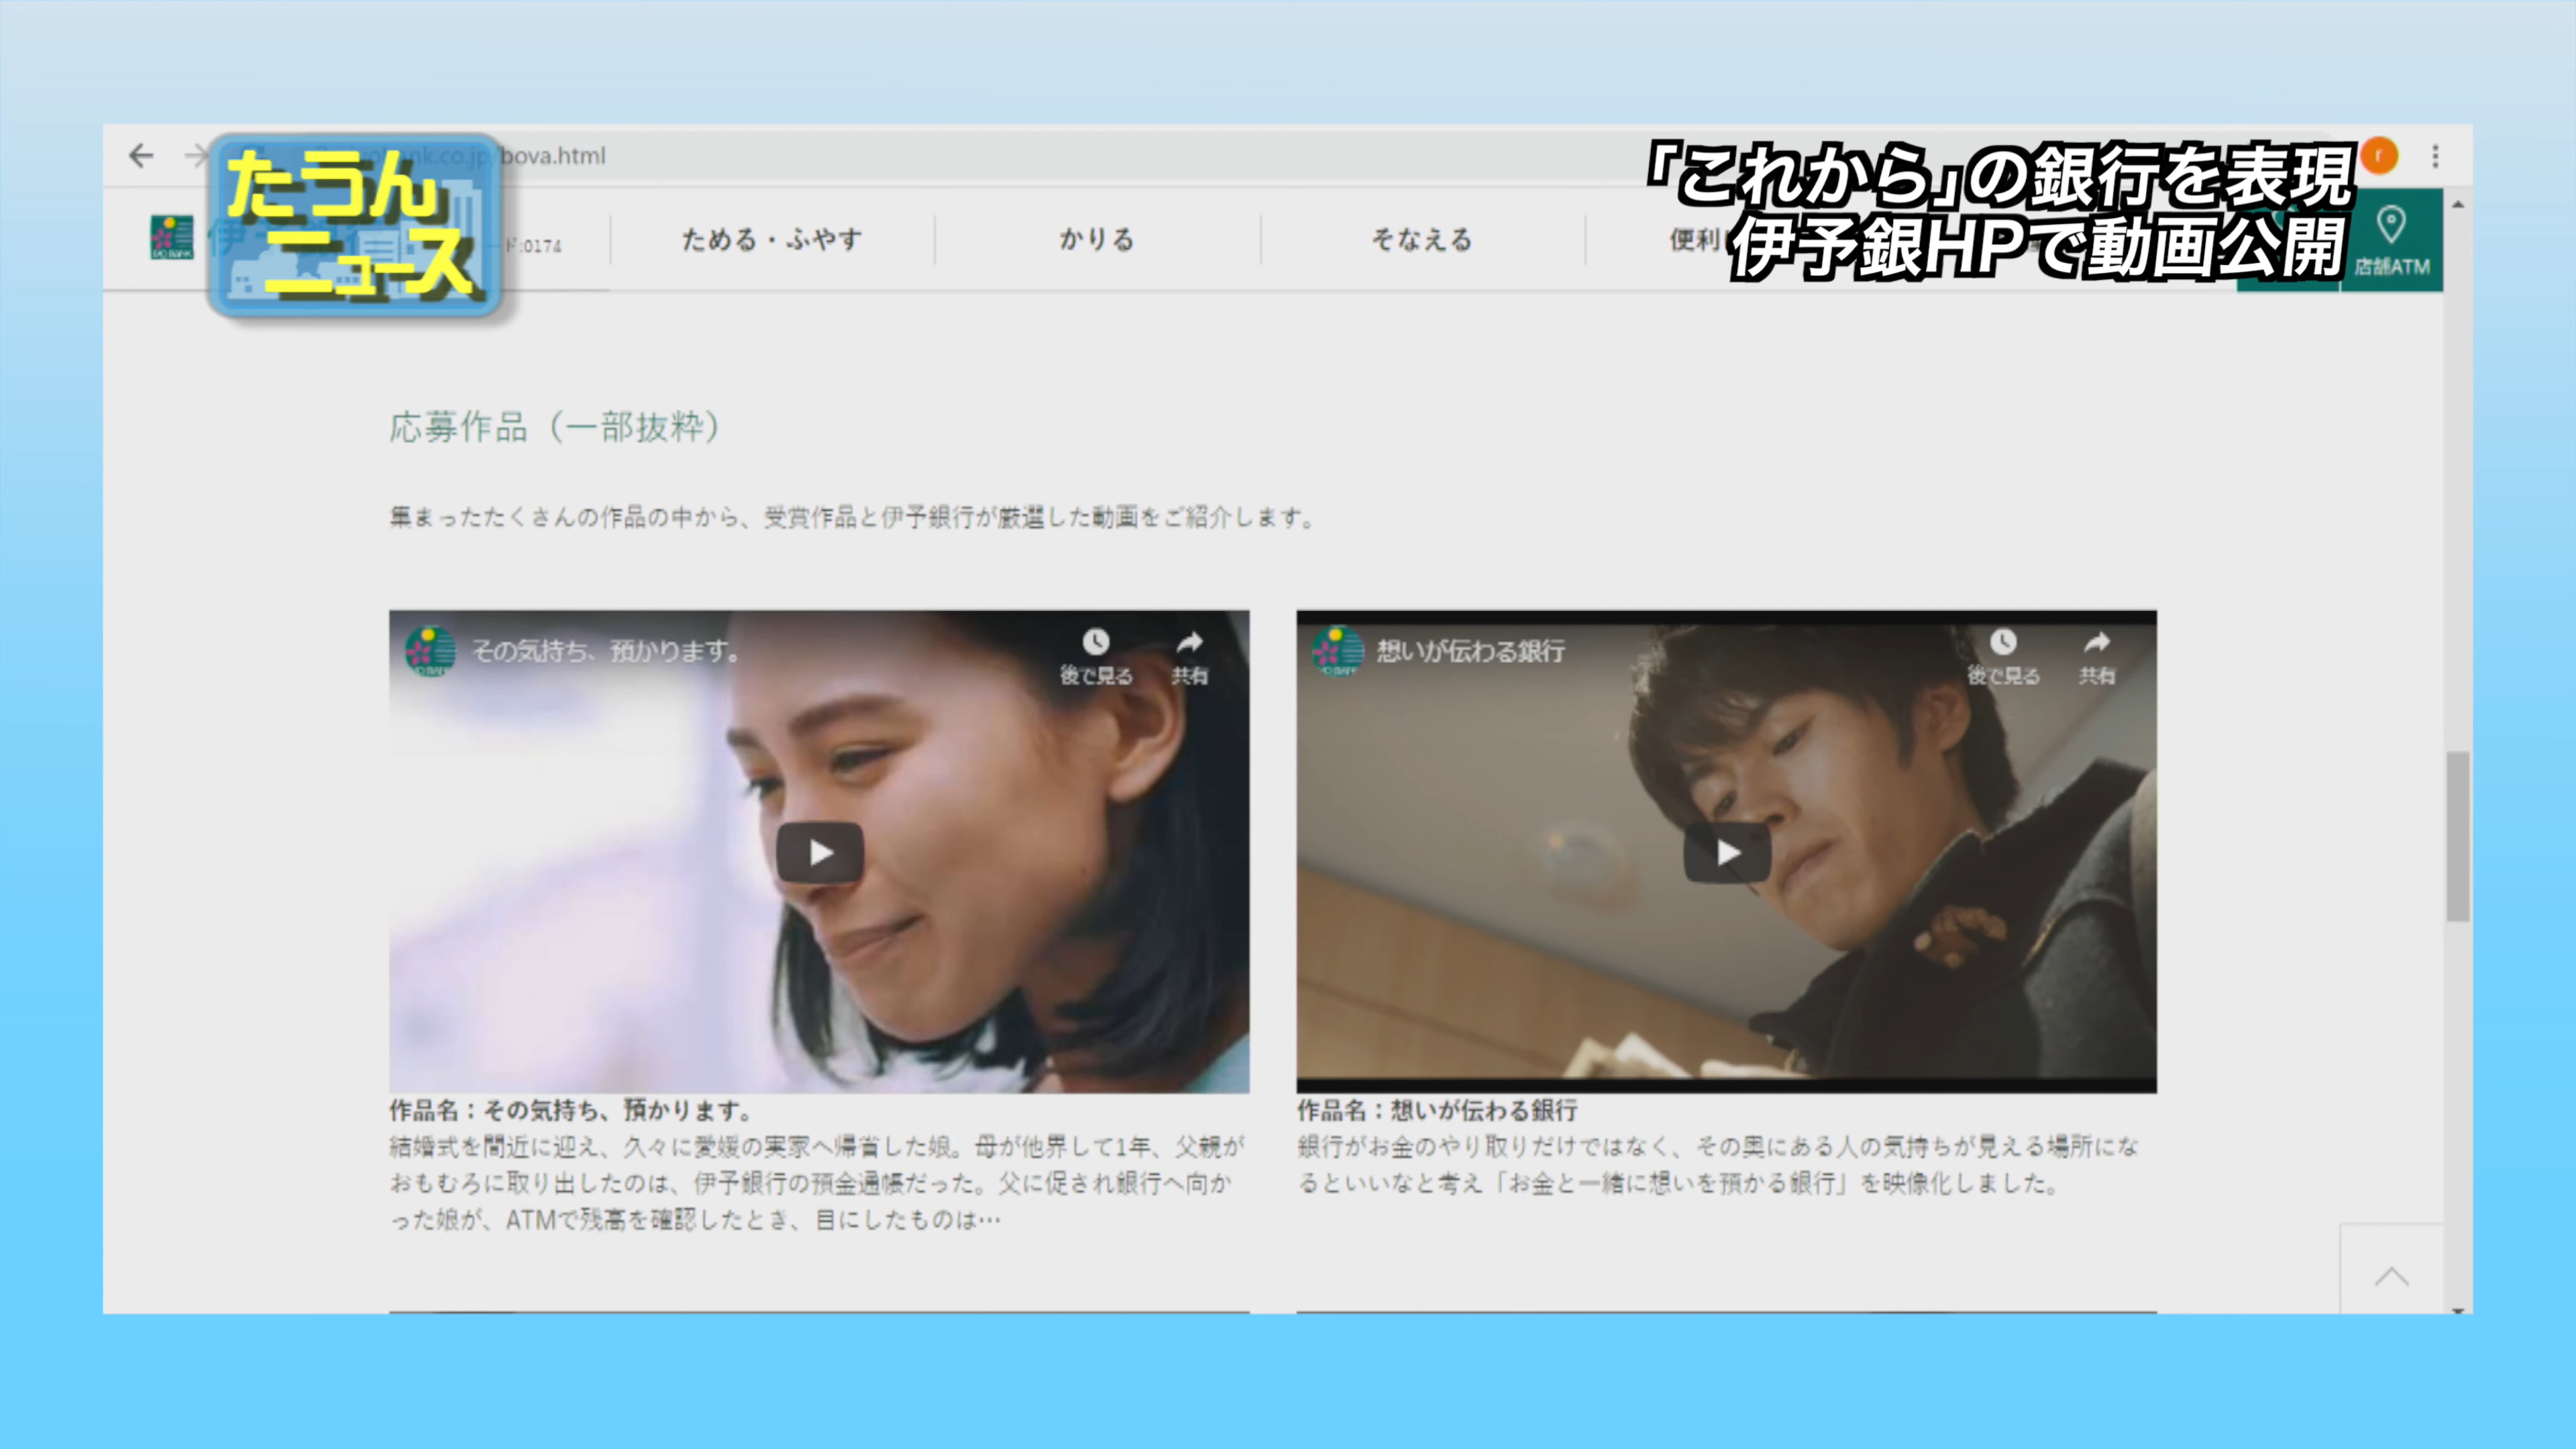 bova.html
「これから」の銀行を表現
伊予銀HPで動画公開
たうん
ニュース
:0174
ためる・ふやす
かりる
そなえる
便利
店舗ATM
応募作品（一部抜粋）
集まったたくさんの作品の中から、受賞作品と伊予銀行が厳選した動画をご紹介します。
その気持ち、預かります。
後で見る
共有
想いが伝わる銀行
後で見る
共有
作品名：その気持ち、預かります。
結婚式を間近に迎え、久々に愛媛の実家へ帰省した娘。母が他界して1年、父親が
おもむろに取り出したのは、伊予銀行の預金通帳だった。父に促され銀行へ向か
った娘が、ATMで残高を確認したとき、目にしたものは…
作品名：想いが伝わる銀行
銀行がお金のやり取りだけではなく、その奥にある人の気持ちが見える場所にな
るといいなと考え「お金と一緒に想いを預かる銀行」を映像化しました。